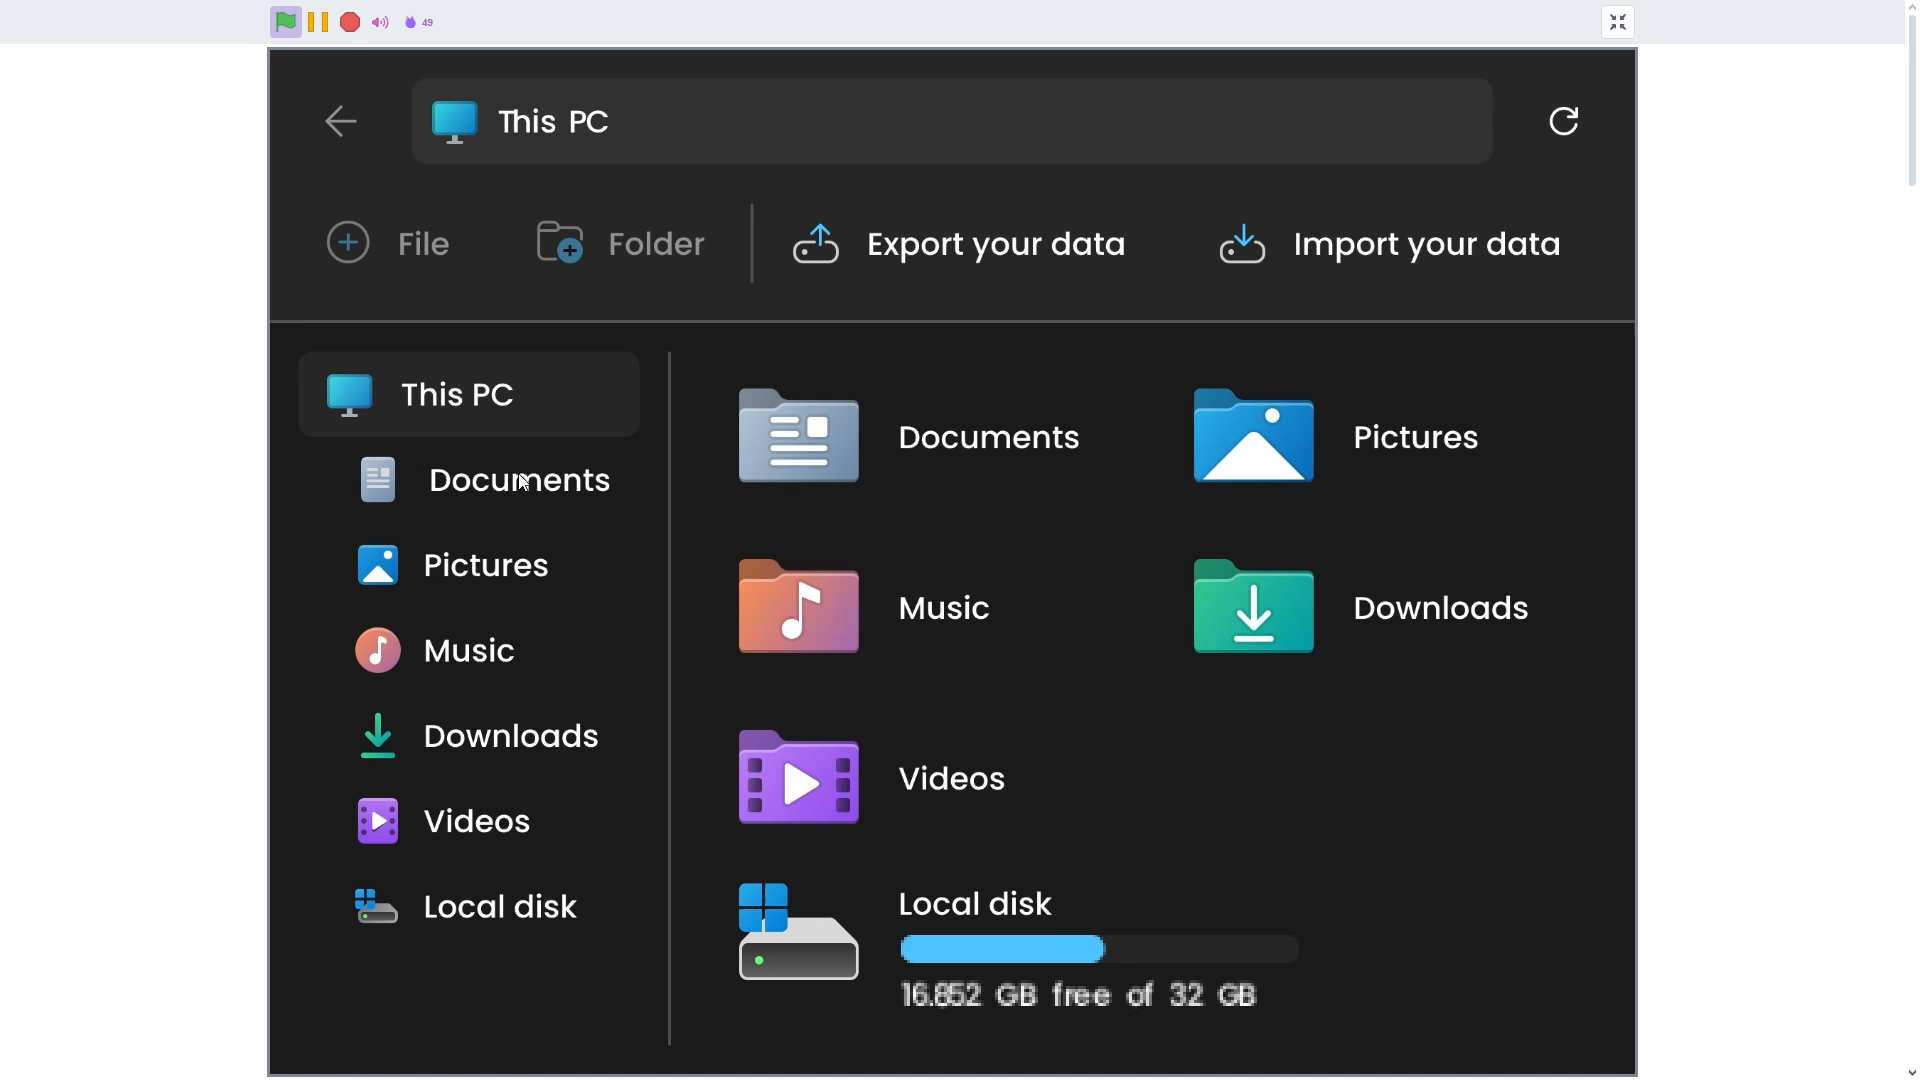 49
This PC
File
Folder
Export your data
Import your data
This PC
Documents
Pictures
Music
Downloads
Videos
Local disk
Documents
Pictures
Music
Downloads
Videos
Local disk
16.852 GB free of 32 GB